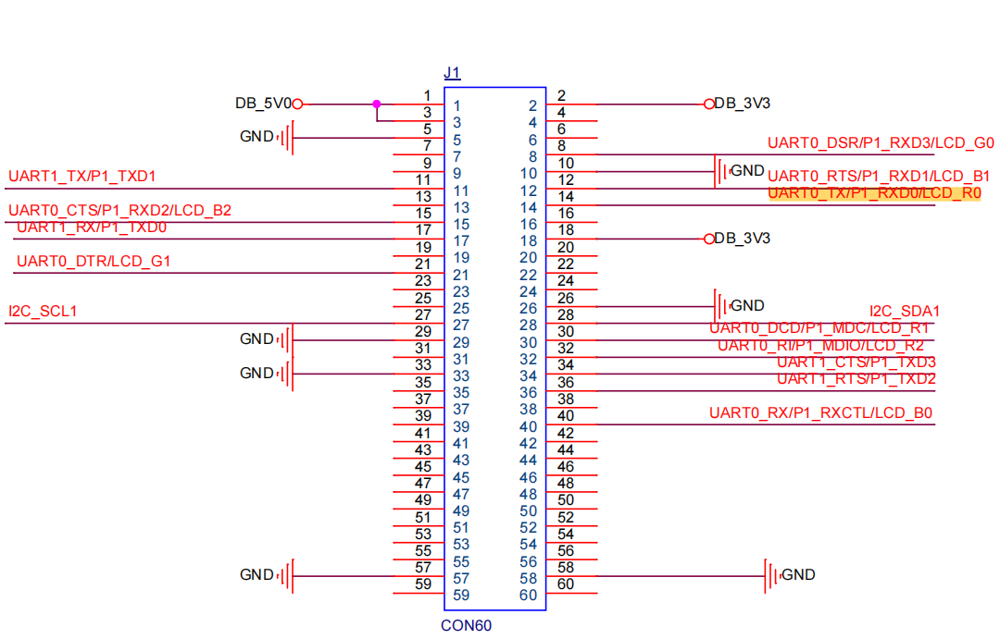 J1
DB_5V0 1 1 2 2 DB_3V3
3 3 4 4
GND 5 5 6 6
7 7 8 8 UART0_DSR/P1_RXD3/LCD_G0
9 9 10 10 GND
UART1_TX/P1_TXD1 11 11 12 12 UART0_RTS/P1_RXD1/LCD_B1
13 13 14 14 UART0_TX/P1_RXD0/LCD_R0
UART0_CTS/P1_RXD2/LCD_B2 15 15 16 16
UART1_RX/P1_TXD0 17 17 18 18 DB_3V3
19 19 20 20
UART0_DTR/LCD_G1 21 21 22 22
23 23 24 24
25 25 26 26 GND
I2C_SCL1 27 27 28 28 I2C_SDA1
GND 29 29 30 30 UART0_DCD/P1_MDC/LCD_R1
31 31 32 32 UART0_RI/P1_MDIO/LCD_R2
GND 33 33 34 34 UART1_CTS/P1_TXD3
35 35 36 36 UART1_RTS/P1_TXD2
37 37 38 38
39 39 40 40 UART0_RX/P1_RXCTL/LCD_B0
41 41 42 42
43 43 44 44
45 45 46 46
47 47 48 48
49 49 50 50
51 51 52 52
53 53 54 54
55 55 56 56
GND 57 57 58 58 GND
59 59 60 60
CON60